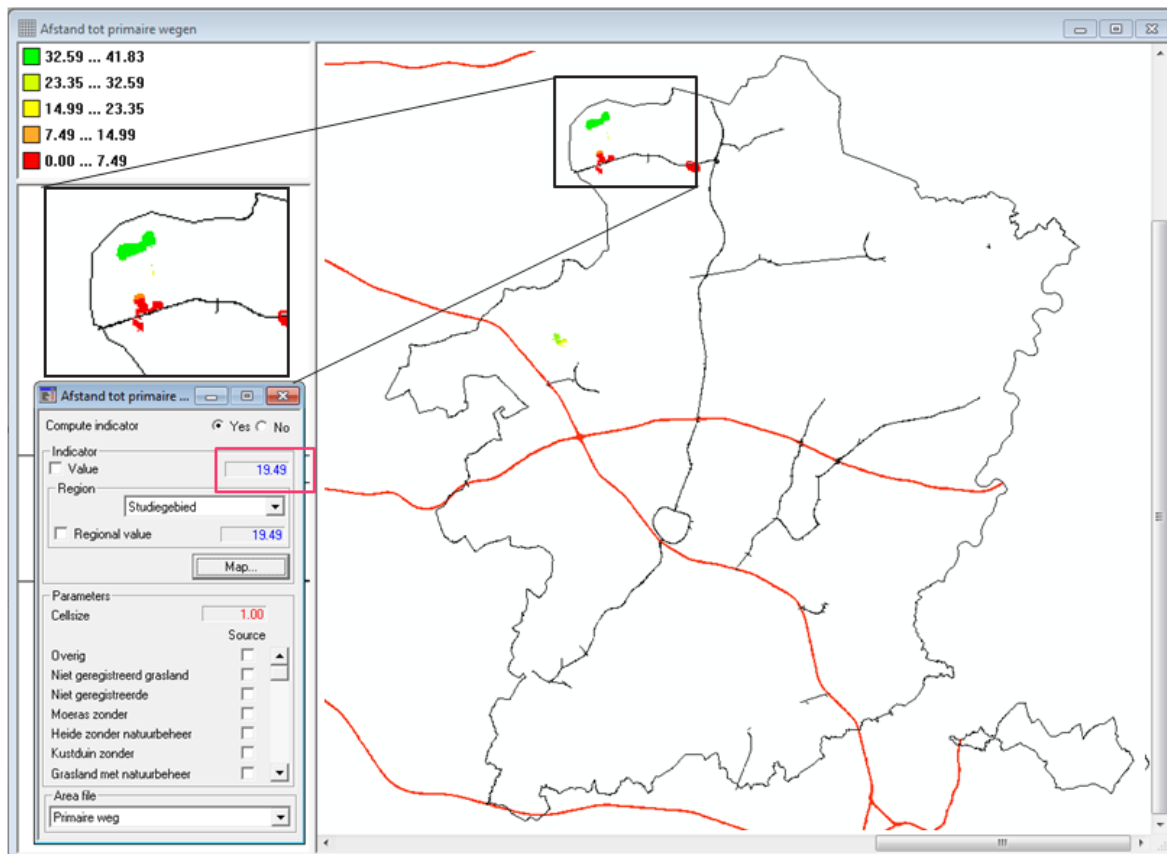 Afstand tot primaire wegen
32.59 ... 41.83
23.35 ... 32.59
14.99 ... 23.35
7.49 ... 14.99
0.00 ... 7.49
Afstand tot primaire ...
Compute indicator Yes No
Indicator
Value 19.49
Region
Studiegebied
Regional value 19.49
Map...
Parameters
Cellsize 1.00
Source
Overig
Niet geregistreerd grasland
Niet geregistreerde
Moeras zonder
Heide zonder natuurbeheer
Kustduin zonder
Grasland met natuurbeheer
Area file
Primaire weg